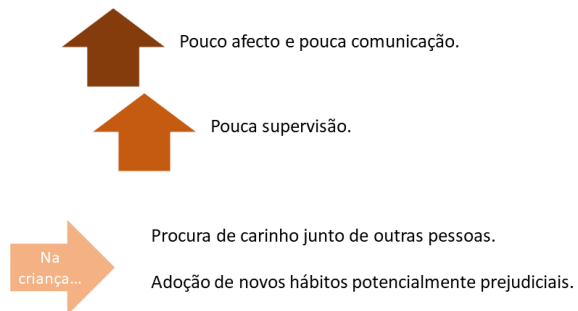 Pouco afecto e pouca comunicação.
Pouca supervisão.
Na
criança...
Procura de carinho junto de outras pessoas.
Adoção de novos hábitos potencialmente prejudiciais.